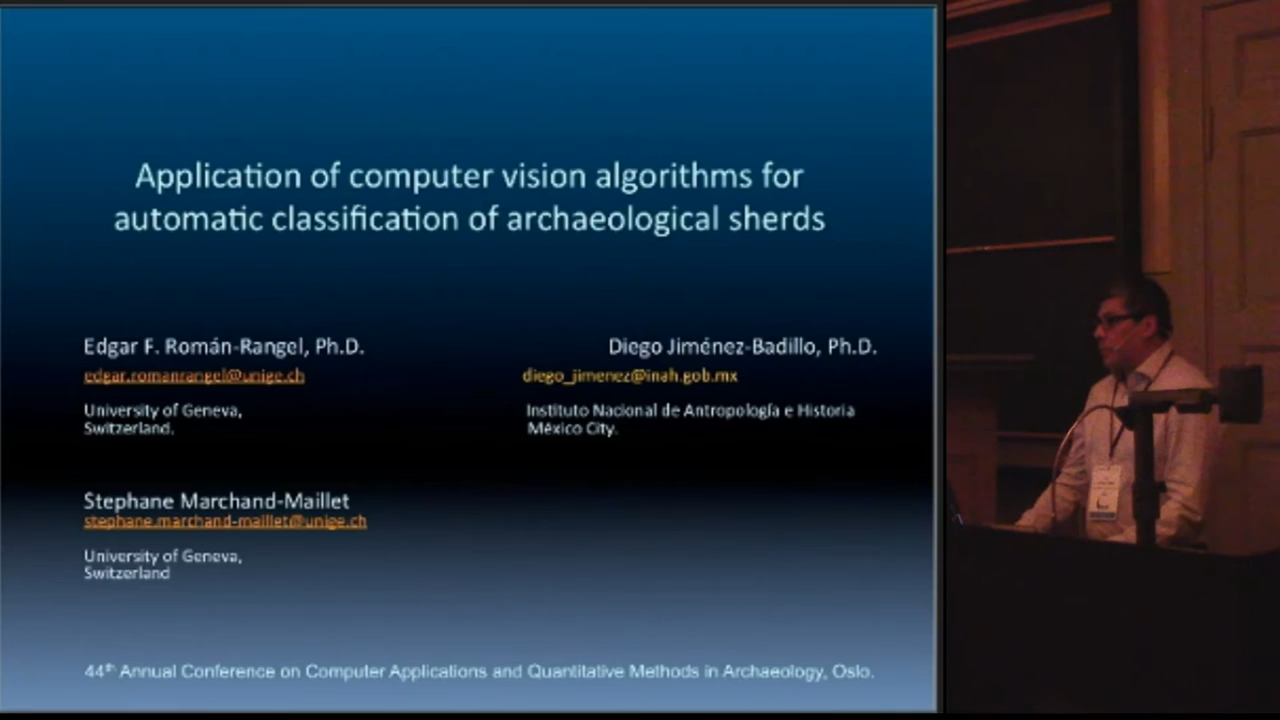 Application of computer vision algorithms for
automatic classification of archaeological sherds
Edgar F. Román-Rangel, Ph.D.
edgar.romanrangel@unige.ch
University of Geneva,
Switzerland.
Diego Jiménez-Badillo, Ph.D.
diego_jimenez@inah.gob.mx
Instituto Nacional de Antropología e Historia
México City.
Stephane Marchand-Maillet
stephane.marchand-maillet@unige.ch
University of Geneva,
Switzerland
44th Annual Conference on Computer Applications and Quantitative Methods in Archaeology, Oslo.